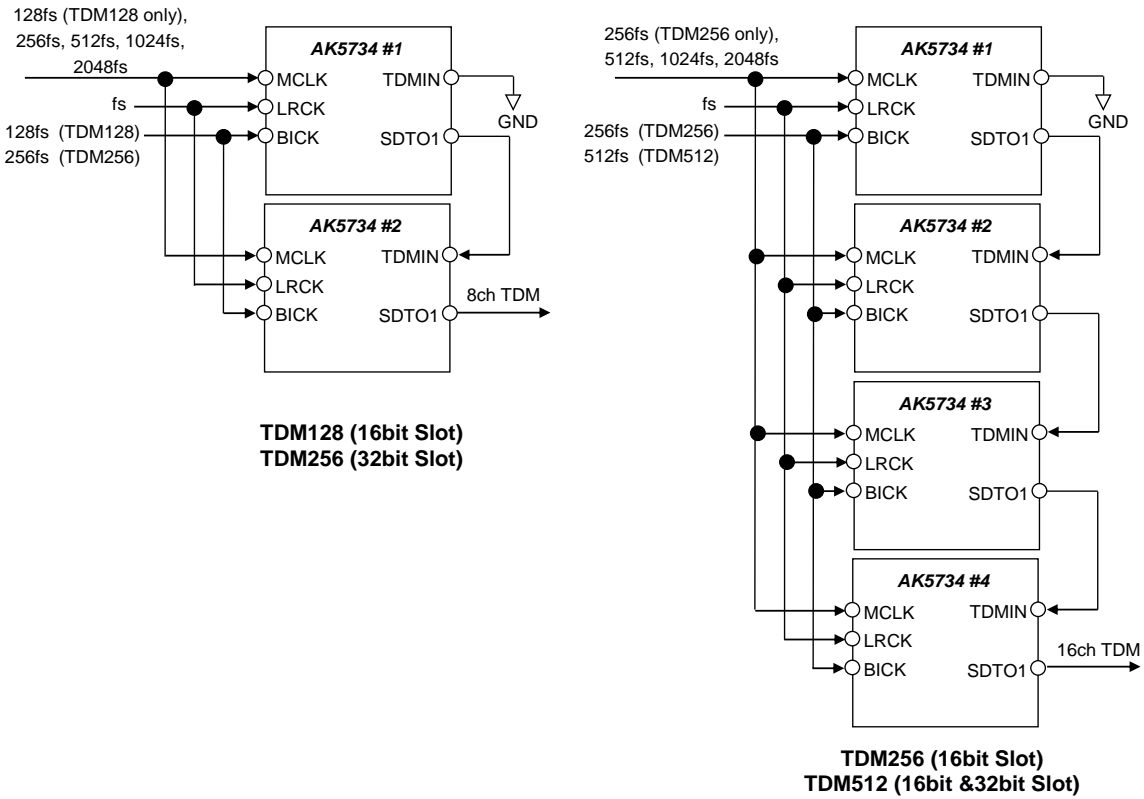 128fs (TDM128 only),
256fs, 512fs, 1024fs,
2048fs
fs
128fs (TDM128)
256fs (TDM256)
AK5734 #1
MCLK
TDMIN
LRCK
GND
BICK
SDTO1
AK5734 #2
MCLK
TDMIN
LRCK
BICK
SDTO1
8ch TDM
TDM128 (16bit Slot)
TDM256 (32bit Slot)
256fs (TDM256 only),
512fs, 1024fs, 2048fs
fs
256fs (TDM256)
512fs (TDM512)
AK5734 #1
MCLK
TDMIN
LRCK
GND
BICK
SDTO1
AK5734 #2
MCLK
TDMIN
LRCK
BICK
SDTO1
AK5734 #3
MCLK
TDMIN
LRCK
BICK
SDTO1
AK5734 #4
MCLK
TDMIN
LRCK
BICK
SDTO1
16ch TDM
TDM256 (16bit Slot)
TDM512 (16bit &32bit Slot)